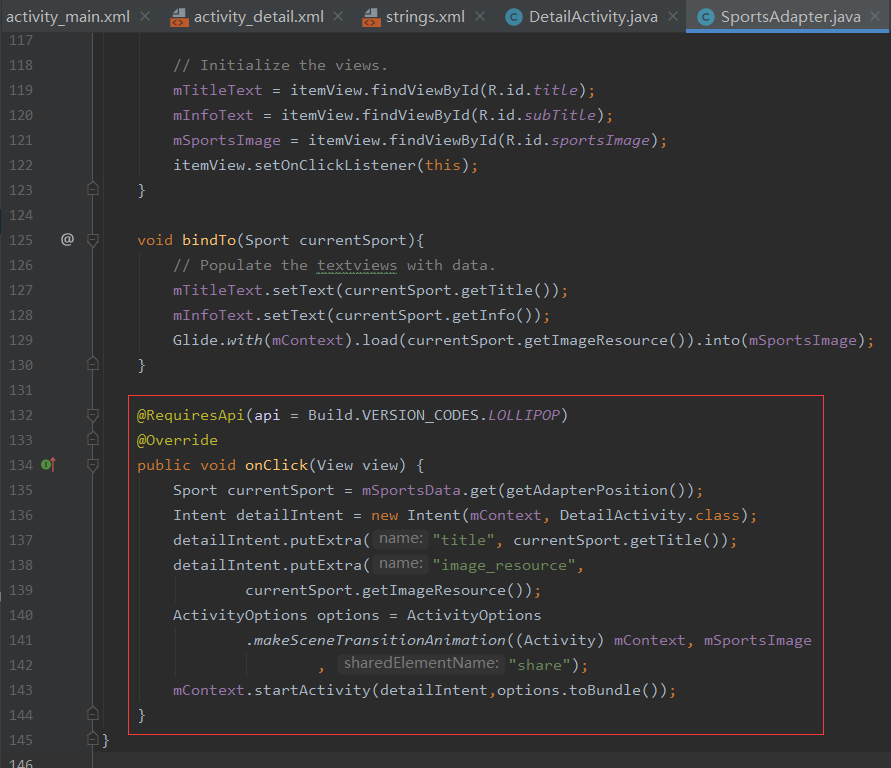 activity_main.xml activity_detail.xml strings.xml DetailActivity.java SportsAdapter.java
117
118 // Initialize the views.
119 mTitleText = itemView.findViewById(R.id.title);
120 mInfoText = itemView.findViewById(R.id.subTitle);
121 mSportsImage = itemView.findViewById(R.id.sportsImage);
122 itemView.setOnClickListener(this);
123 }
124
125 @ void bindTo(Sport currentSport){
126 // Populate the textviews with data.
127 mTitleText.setText(currentSport.getTitle());
128 mInfoText.setText(currentSport.getInfo());
129 Glide.with(mContext).load(currentSport.getImageResource()).into(mSportsImage);
130 }
131
132 @RequiresApi(api = Build.VERSION_CODES.LOLLIPOP)
133 @Override
134 public void onClick(View view) {
135 Sport currentSport = mSportsData.get(getAdapterPosition());
136 Intent detailIntent = new Intent(mContext, DetailActivity.class);
137 detailIntent.putExtra( name: "title", currentSport.getTitle());
138 detailIntent.putExtra( name: "image_resource",
139 currentSport.getImageResource());
140 ActivityOptions options = ActivityOptions
141 .makeSceneTransitionAnimation((Activity) mContext, mSportsImage
142 , sharedElementName: "share");
143 mContext.startActivity(detailIntent,options.toBundle());
144 }
145 }
146